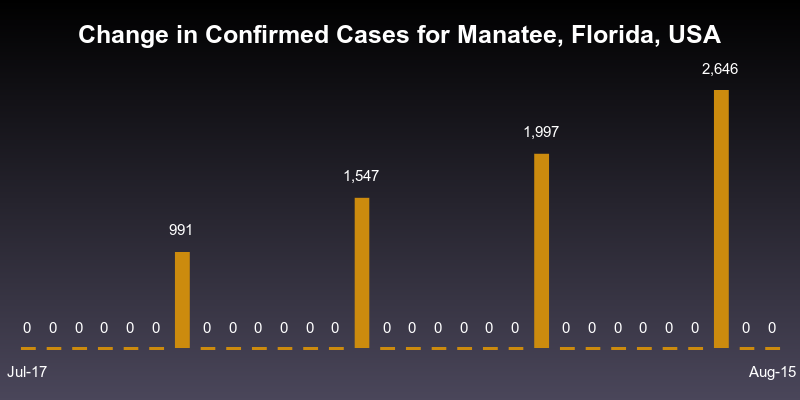 Change in Confirmed Cases for Manatee, Florida, USA
2,646
1,997
1,547
991
0 0 0 0 0 0 0 0 0 0 0 0 0 0 0 0 0 0 0 0 0 0 0 0 0 0
Jul-17 Aug-15